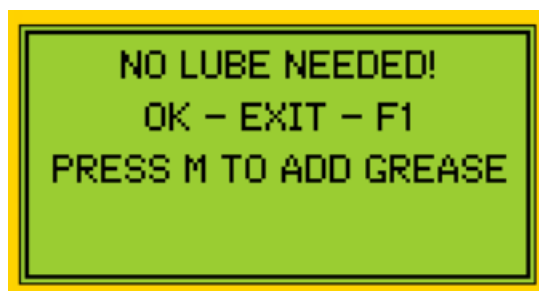 NO LUBE NEEDED!
OK - EXIT - F1
PRESS M TO ADD GREASE